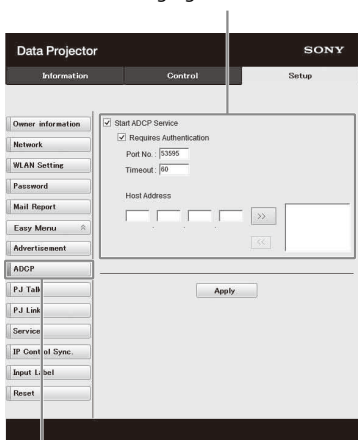 Data Projector
SONY
Information
Control
Setup
Owner information
Network
WLAN Setting
Password
Mail Report
Easy Menu
Advertisement
ADCP
PJ Talk
PJ Link
Service
IP Control Sync.
Input Label
Reset
Start ADCP Service
Requires Authentication
Port No.: 53595
Timeout: 60
Host Address
. . .
>>
<<
Apply